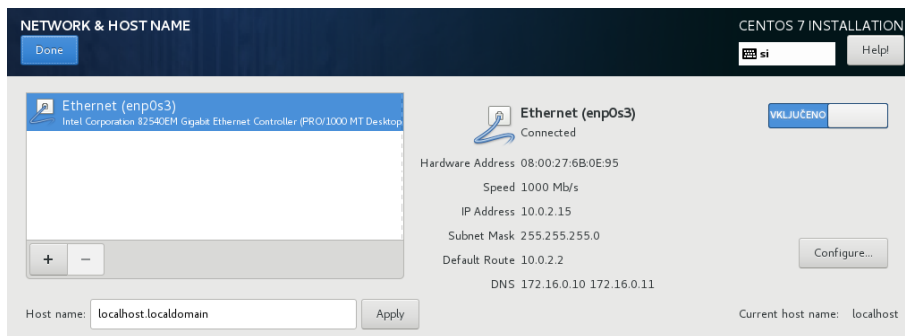 NETWORK & HOST NAME
CENTOS 7 INSTALLATION
Done
si
Help!
Ethernet (enp0s3)
Intel Corporation 82540EM Gigabit Ethernet Controller (PRO/1000 MT Desktop
Ethernet (enp0s3)
Connected
VKLJUČENO
Hardware Address 08:00:27:6B:0E:95
Speed 1000 Mb/s
IP Address 10.0.2.15
Subnet Mask 255.255.255.0
Default Route 10.0.2.2
DNS 172.16.0.10 172.16.0.11
+ −
Configure...
Host name: localhost.localdomain
Apply
Current host name: localhost